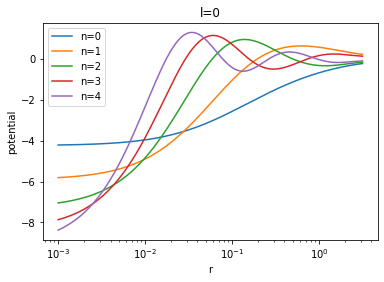 l=0
n=0
n=1
n=2
n=3
n=4
potential
0
−2
−4
−6
−8
10⁻³
10⁻²
10⁻¹
10⁰
r